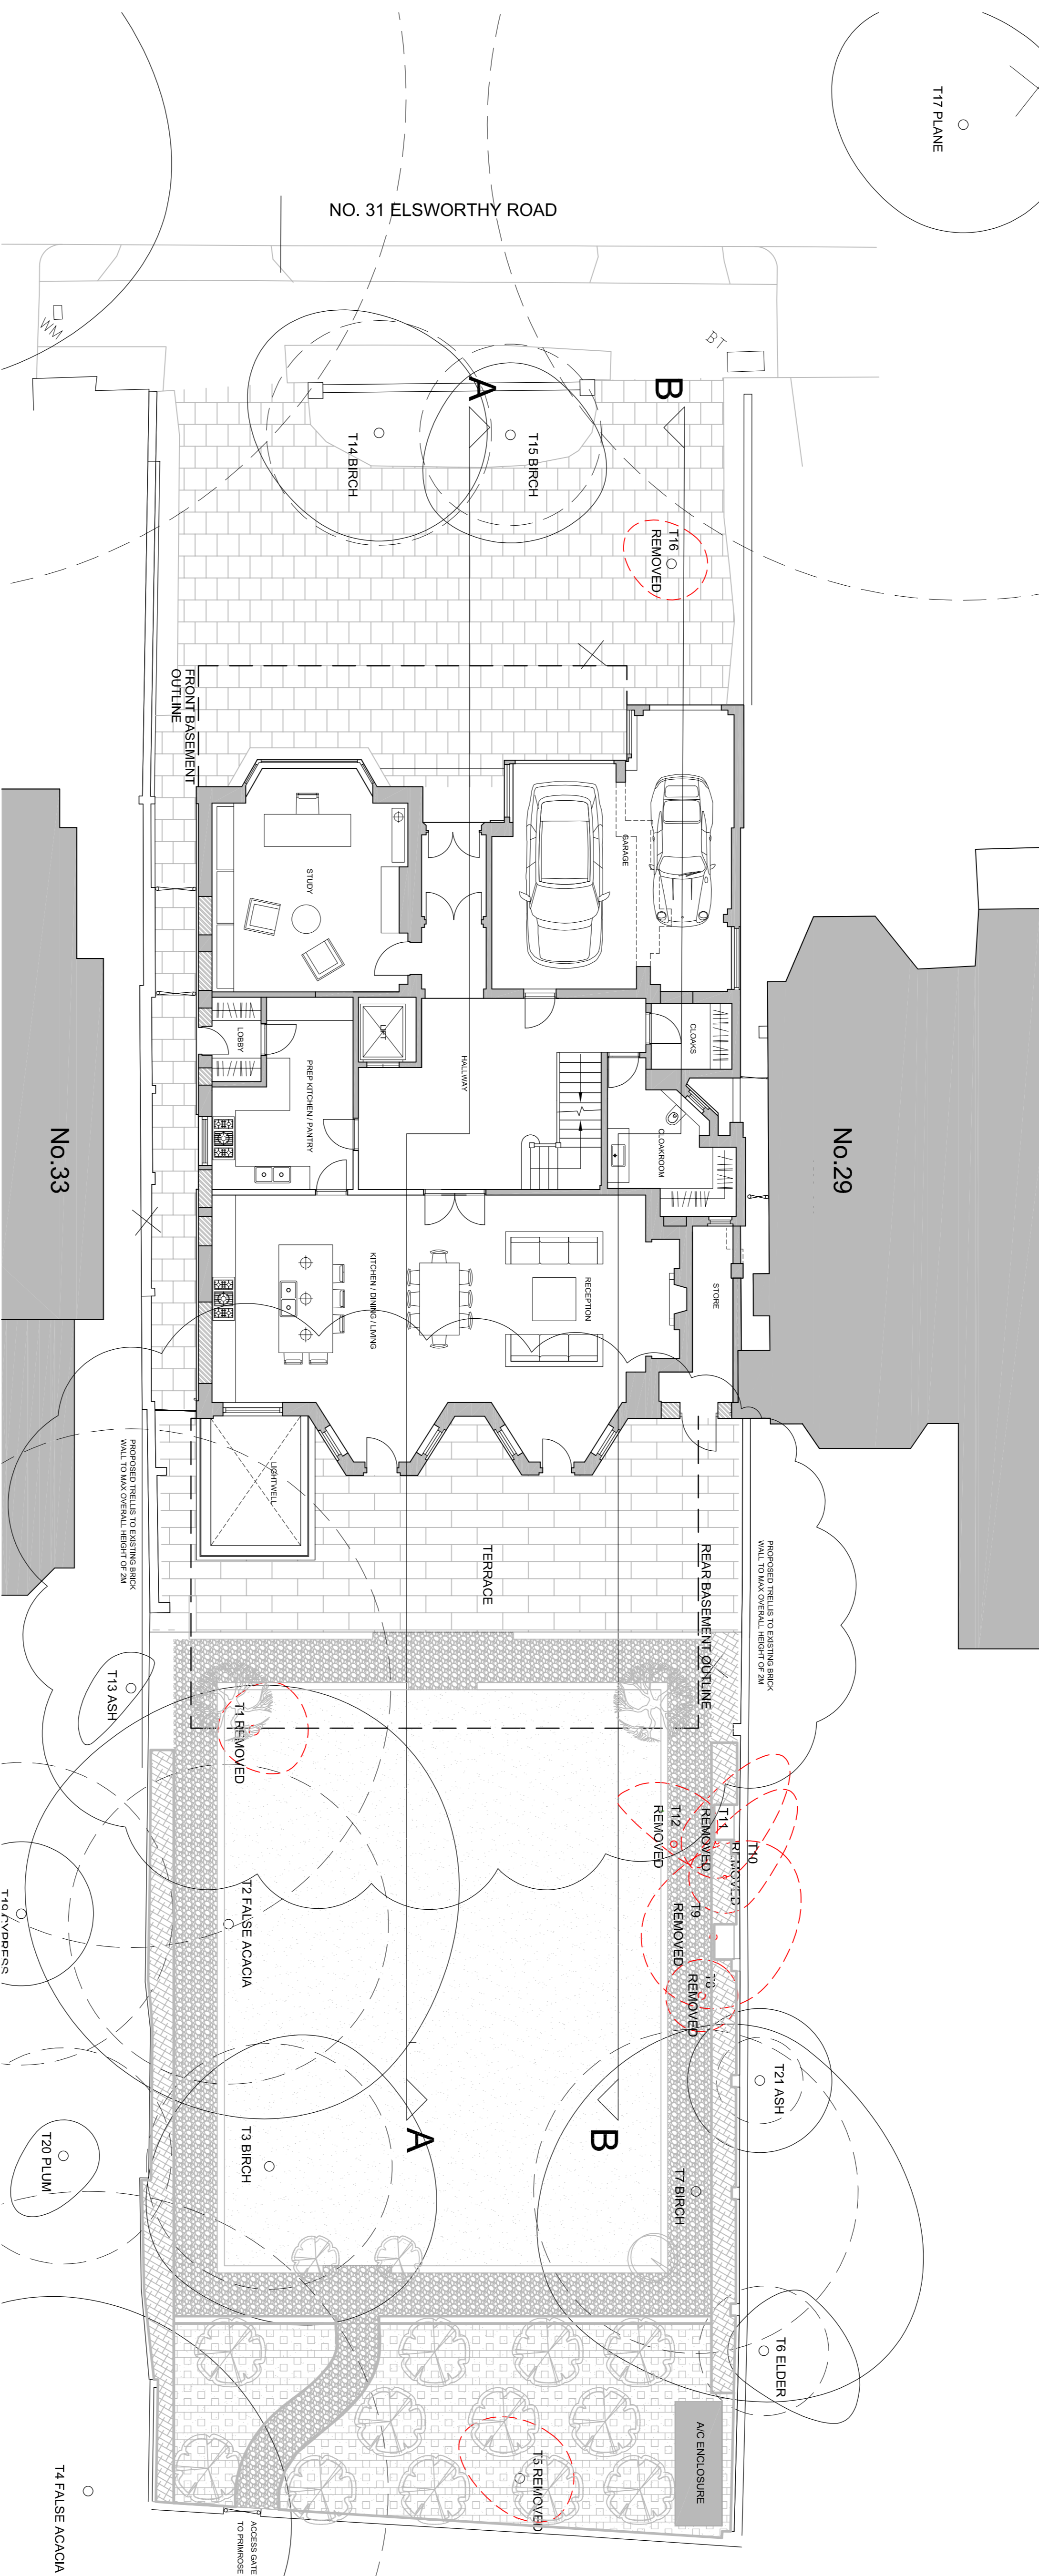 T17 PLANE
NO. 31 ELSWORTHY ROAD
WM
BT
A
B
T14 BIRCH
T15 BIRCH
T16
REMOVED
FRONT BASEMENT
OUTLINE
GARAGE
STUDY
LOBBY
LIFT
CLOAKS
HALLWAY
PREP KITCHEN / PANTRY
CLOAKROOM
No.33
No.29
STORE
KITCHEN / DINING / LIVING
RECEPTION
LIGHTWELL
PROPOSED TRELLIS TO EXISTING BRICK
WALL TO MAX OVERALL HEIGHT OF 2M
TERRACE
REAR BASEMENT OUTLINE
PROPOSED TRELLIS TO EXISTING BRICK
WALL TO MAX OVERALL HEIGHT OF 2M
T13 ASH
T1 REMOVED
T12
REMOVED
T11
REMOVED
T10
REMOVED
T9
REMOVED
T8
REMOVED
T19 CYPRESS
T2 FALSE ACACIA
T21 ASH
A
B
T20 PLUM
T3 BIRCH
T7 BIRCH
T6 ELDER
A/C ENCLOSURE
T5 REMOVED
T4 FALSE ACACIA
ACCESS GATE
TO PRIMROSE